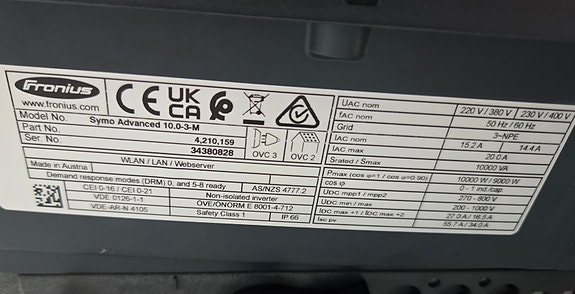 Fronius
www.fronius.com
CE UK CA
Model No. Symo Advanced 10.0-3-M
Part No. 4,210,159
Ser. No. 34380828
OVC 3 OVC 2
Made in Austria WLAN / LAN / Webserver
Demand response modes (DRM) 0, and 5-8 ready AS/NZS 4777.2
CEI 0-16 / CEI 0-21 Non-isolated inverter
VDE 0126-1-1 OVE/ONORM E 8001-4-712
VDE-AR-N 4105 Safety Class 1 IP 66
UAC nom 220 V / 380 V 230 V / 400 V
fAC nom 50 Hz / 60 Hz
Grid 3~NPE
IAC nom 15.2 A 14.4 A
IAC max 20.0 A
Srated / Smax 10000 VA
Pmax (cos φ=1 / cos φ=0.90) 10000 W / 9000 W
cos φ 0 - 1 ind./cap
UDC mpp1 / mpp2 270 - 800 V
UDC min / max 200 - 1000 V
IDC max +1 / IDC max +2 27.0 A / 16.5 A
Isc pv 55.7 A / 34.0 A